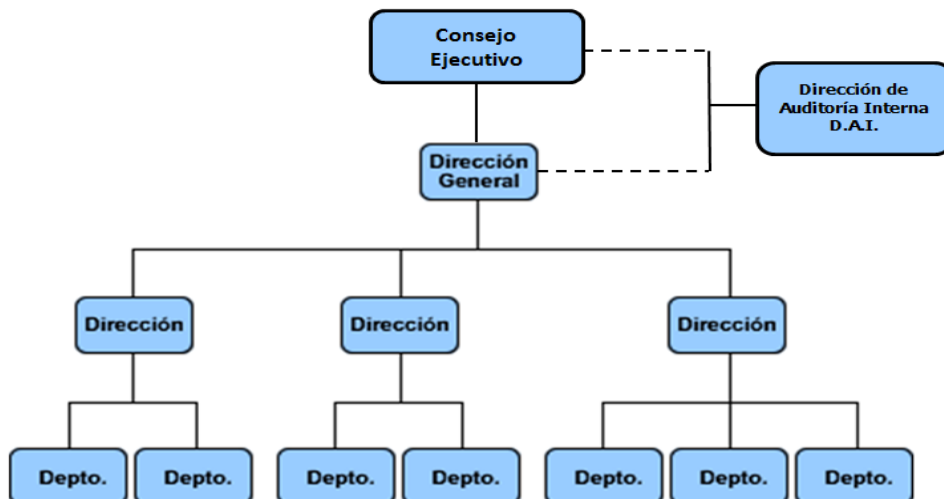 Consejo
Ejecutivo
Dirección de
Auditoría Interna
D.A.I.
Dirección
General
Dirección
Dirección
Dirección
Depto.
Depto.
Depto.
Depto.
Depto.
Depto.
Depto.